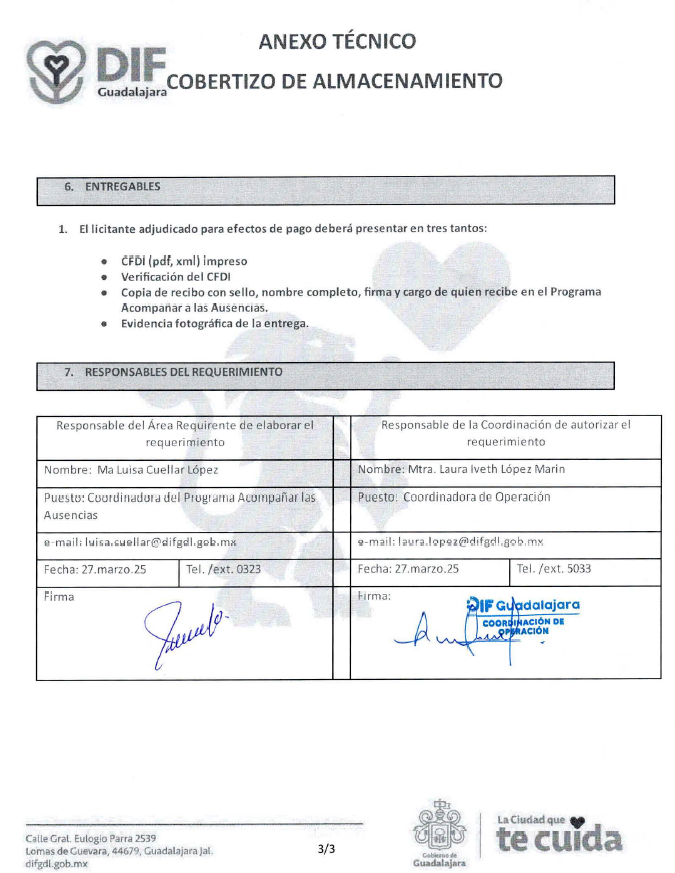 ANEXO TÉCNICO
DIF
Guadalajara
COBERTIZO DE ALMACENAMIENTO
6. ENTREGABLES
1. El licitante adjudicado para efectos de pago deberá presentar en tres tantos:
● CFDI (pdf, xml) impreso
● Verificación del CFDI
● Copia de recibo con sello, nombre completo, firma y cargo de quien recibe en el Programa
Acompañar a las Ausencias.
● Evidencia fotográfica de la entrega.
7. RESPONSABLES DEL REQUERIMIENTO
Responsable del Área Requirente de elaborar el
requerimiento
Responsable de la Coordinación de autorizar el
requerimiento
Nombre: Ma Luisa Cuellar López
Nombre: Mtra. Laura Iveth López Marin
Puesto: Coordinadora del Programa Acompañar las
Ausencias
Puesto: Coordinadora de Operación
e-mail: luisa.cuellar@difgdl.gob.mx
e-mail: laura.lopez@difgdl.gob.mx
Fecha: 27.marzo.25
Tel. /ext. 0323
Fecha: 27.marzo.25
Tel. /ext. 5033
Firma
Firma:
DIF Guadalajara
COORDINACIÓN DE
OPERACIÓN
Calle Gral. Eulogio Parra 2539
Lomas de Guevara, 44679, Guadalajara Jal.
difgdl.gob.mx
3/3
Gobierno de
Guadalajara
La Ciudad que
te cuida